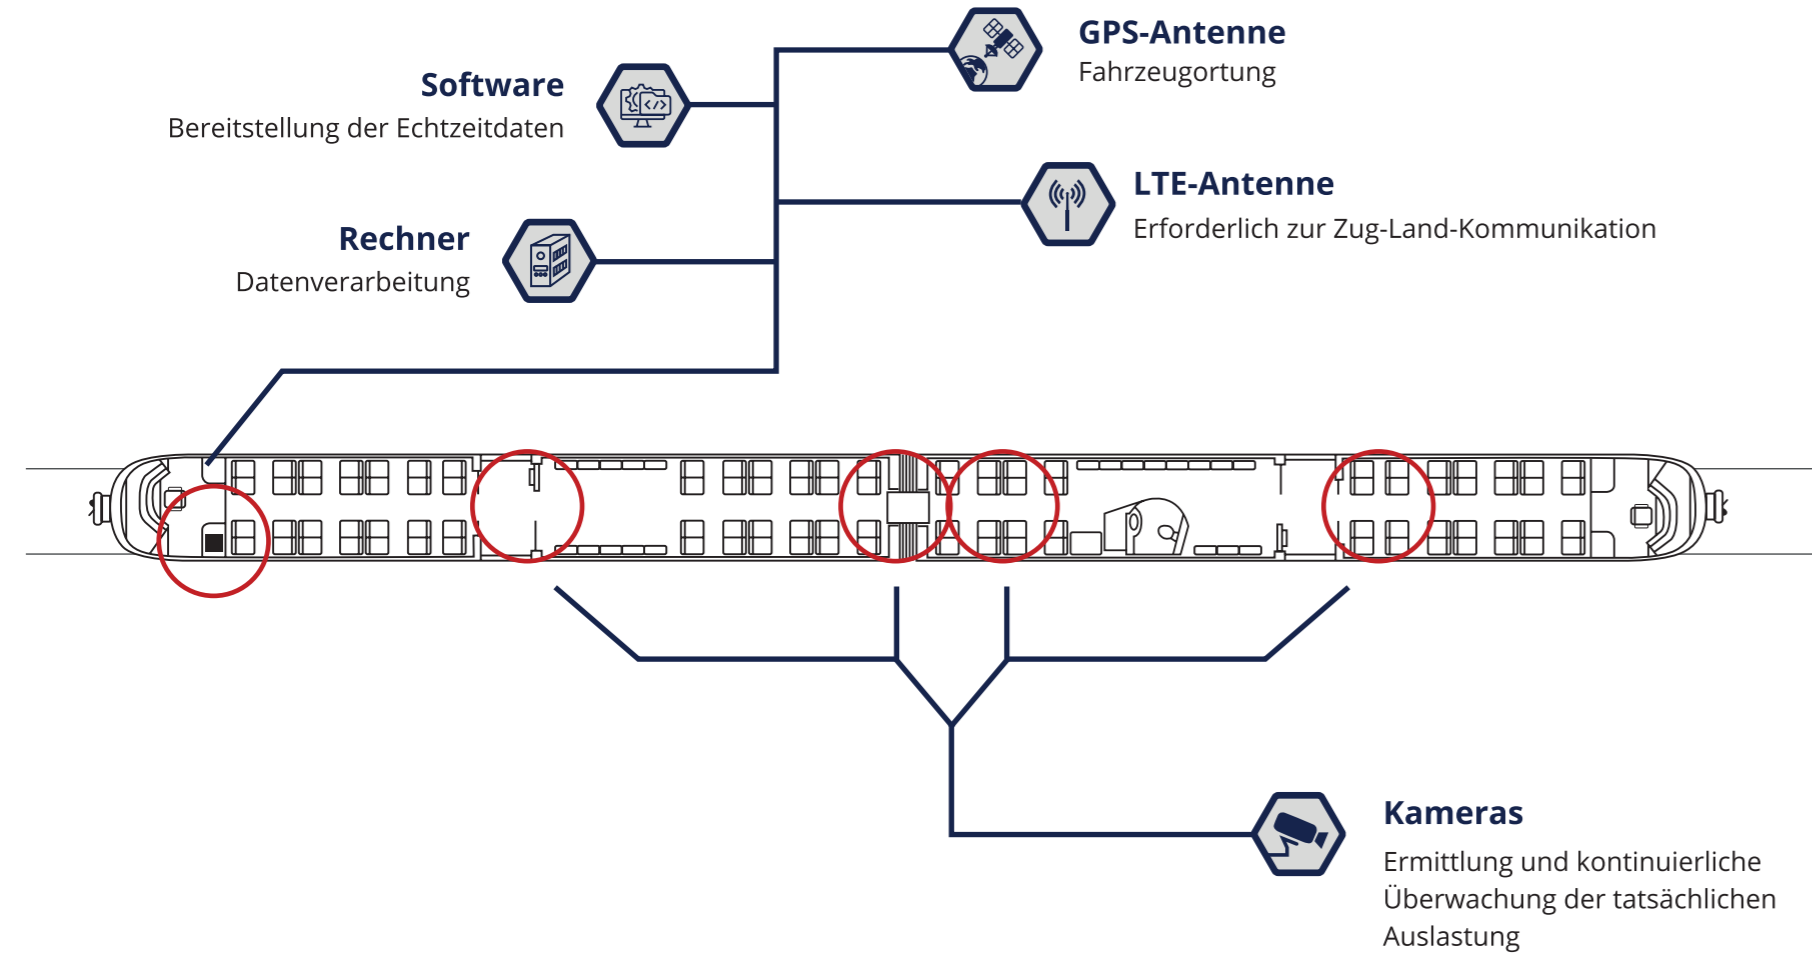 GPS-Antenne
Fahrzeugortung
Software
Bereitstellung der Echtzeitdaten
LTE-Antenne
Erforderlich zur Zug-Land-Kommunikation
Rechner
Datenverarbeitung
Kameras
Ermittlung und kontinuierliche
Überwachung der tatsächlichen
Auslastung